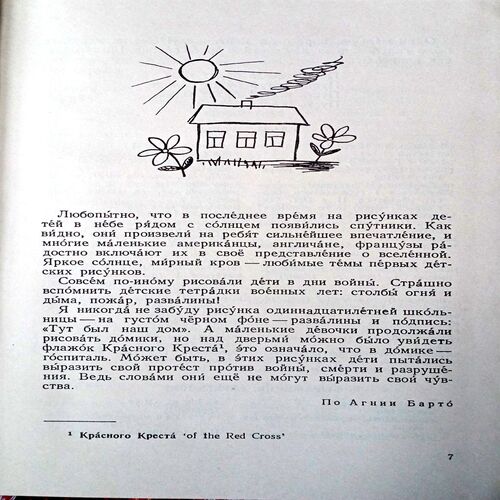 Любопы́тно, что в после́днее вре́мя на рису́нках де-
те́й в не́бе ря́дом с со́лнцем появи́лись спу́тники. Как
ви́дно, они́ произвели́ на ребя́т сильне́йшее впечатле́ние, и
мно́гие ма́ленькие америка́нцы, англича́не, францу́зы ра́-
достно включа́ют их в своё представле́ние о вселе́нной.
Я́ркое со́лнце, ми́рный кров — люби́мые те́мы пе́рвых де́т-
ских рису́нков.
Совсе́м по-ино́му рисова́ли де́ти в дни войны́. Стра́шно
вспо́мнить де́тские тетра́дки вое́нных лет: столбы́ огня́ и
ды́ма, пожа́р, разва́лины!
Я никогда́ не забу́ду рису́нка одиннадцатиле́тней шко́ль-
ницы — на густо́м чёрном фо́не — разва́лины и по́дпись:
«Тут был наш дом». А ма́ленькие де́вочки продолжа́ли
рисова́ть до́мики, но над дверьми́ мо́жно бы́ло уви́деть
флажо́к Кра́сного Креста́¹, э́то означа́ло, что в до́мике —
го́спиталь. Мо́жет быть, в э́тих рису́нках де́ти пыта́лись
вы́разить свой проте́ст про́тив войны́, сме́рти и разруше́-
ния. Ведь слова́ми они́ ещё не мо́гут вы́разить свои́ чу́в-
ства.
По Агнии Барто́
¹ Кра́сного Креста́ ‘of the Red Cross’
7